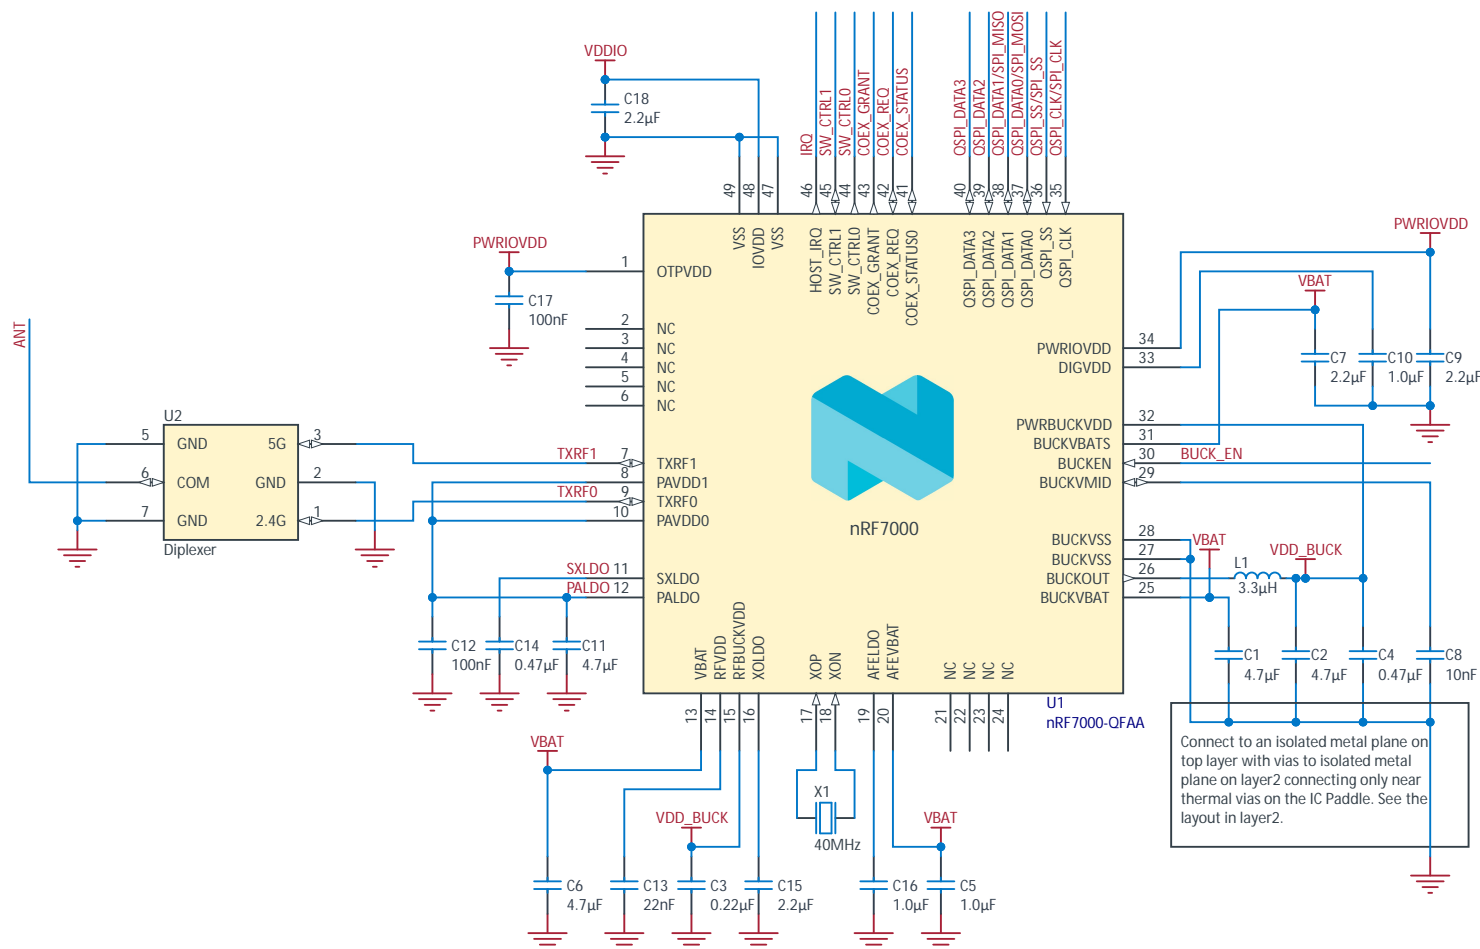 VDDIO
C18
2.2µF
IRQ
SW_CTRL1
SW_CTRL0
COEX_GRANT
COEX_REQ
COEX_STATUS
QSPI_DATA3
QSPI_DATA2
QSPI_DATA1/SPI_MISO
QSPI_DATA0/SPI_MOSI
QSPI_SS/SPI_SS
QSPI_CLK/SPI_CLK
49
48
47
46
45
44
43
42
41
40
39
38
37
36
35
VSS
IOVDD
VSS
HOST_IRQ
SW_CTRL1
SW_CTRL0
COEX_GRANT
COEX_REQ
COEX_STATUS0
QSPI_DATA3
QSPI_DATA2
QSPI_DATA1
QSPI_DATA0
QSPI_SS
QSPI_CLK
PWRIOVDD
1
OTPVDD
C17
100nF
2
NC
3
NC
4
NC
5
NC
6
NC
ANT
U2
5
GND
5G
3
6
COM
GND
2
7
GND
2.4G
1
Diplexer
TXRF1
7
TXRF1
8
PAVDD1
TXRF0
9
TXRF0
10
PAVDD0
SXLDO
11
SXLDO
PALDO
12
PALDO
C12
100nF
C14
0.47µF
C11
4.7µF
nRF7000
PWRIOVDD
VBAT
34
PWRIOVDD
33
DIGVDD
C7
2.2µF
C10
1.0µF
C9
2.2µF
32
PWRBUCKVDD
31
BUCKVBATS
30
BUCKEN
BUCK_EN
29
BUCKVMID
28
BUCKVSS
27
BUCKVSS
26
BUCKOUT
25
BUCKVBAT
VBAT
VDD_BUCK
L1
3.3µH
C1
4.7µF
C2
4.7µF
C4
0.47µF
C8
10nF
VBAT
RFVDD
RFBUCKVDD
XOLDO
XOP
XON
AFELDO
AFEVBAT
NC
NC
NC
NC
13
14
15
16
17
18
19
20
21
22
23
24
U1
nRF7000-QFAA
Connect to an isolated metal plane on
top layer with vias to isolated metal
plane on layer2 connecting only near
thermal vias on the IC Paddle. See the
layout in layer2.
VBAT
VDD_BUCK
X1
40MHz
VBAT
C6
4.7µF
C13
22nF
C3
0.22µF
C15
2.2µF
C16
1.0µF
C5
1.0µF